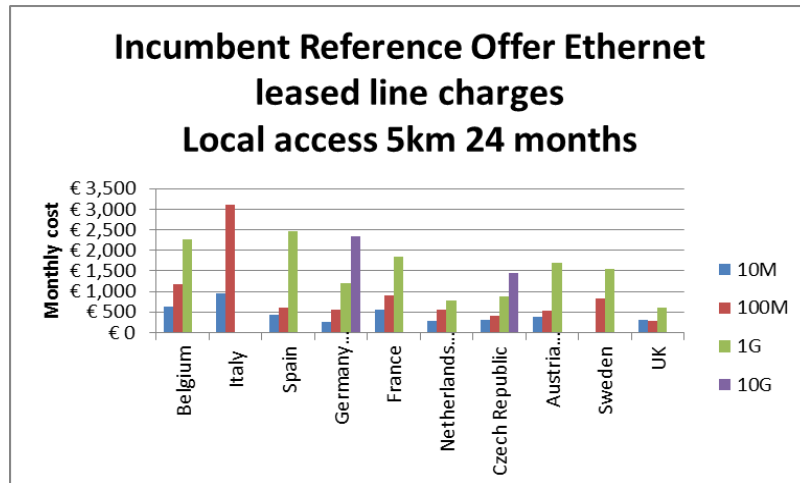 Incumbent Reference Offer Ethernet
leased line charges
Local access 5km 24 months
Monthly cost
€ 3,500
€ 3,000
€ 2,500
€ 2,000
€ 1,500
€ 1,000
€ 500
€ 0
Belgium
Italy
Spain
Germany...
France
Netherlands...
Czech Republic
Austria...
Sweden
UK
10M
100M
1G
10G